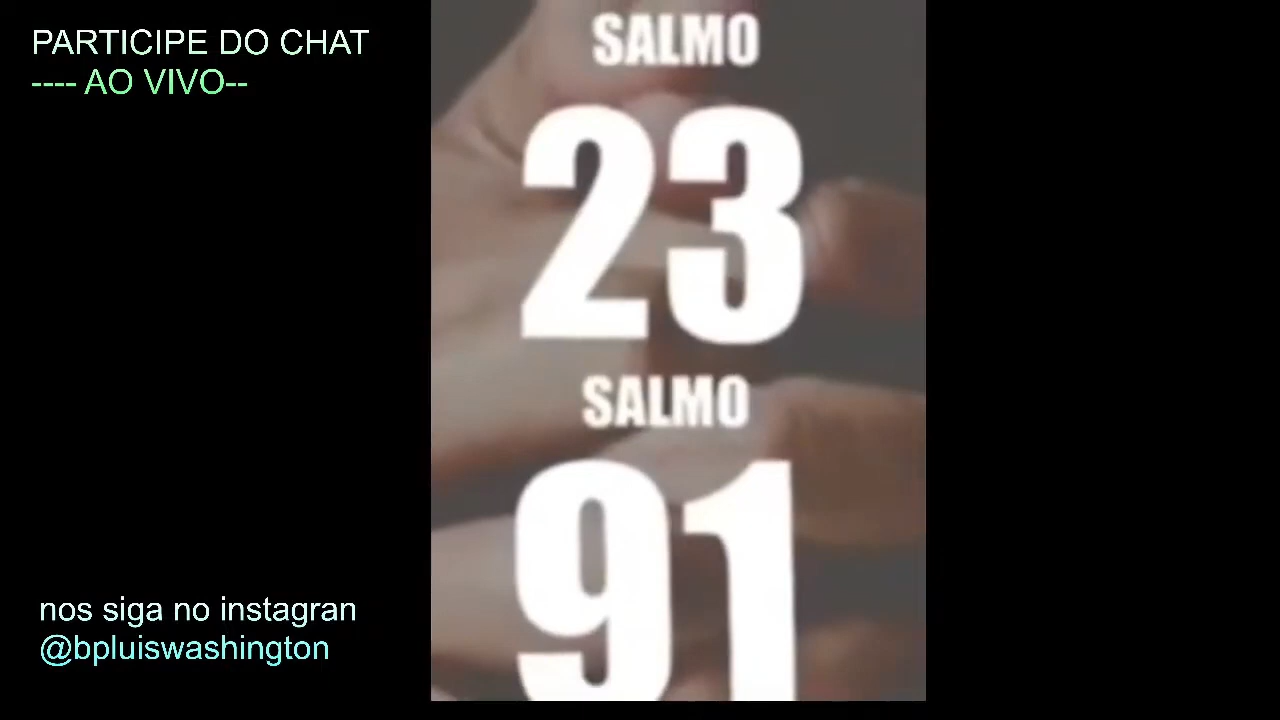 PARTICIPE DO CHAT
---- AO VIVO--
SALMO
23
SALMO
91
nos siga no instagran
@bpluiswashington